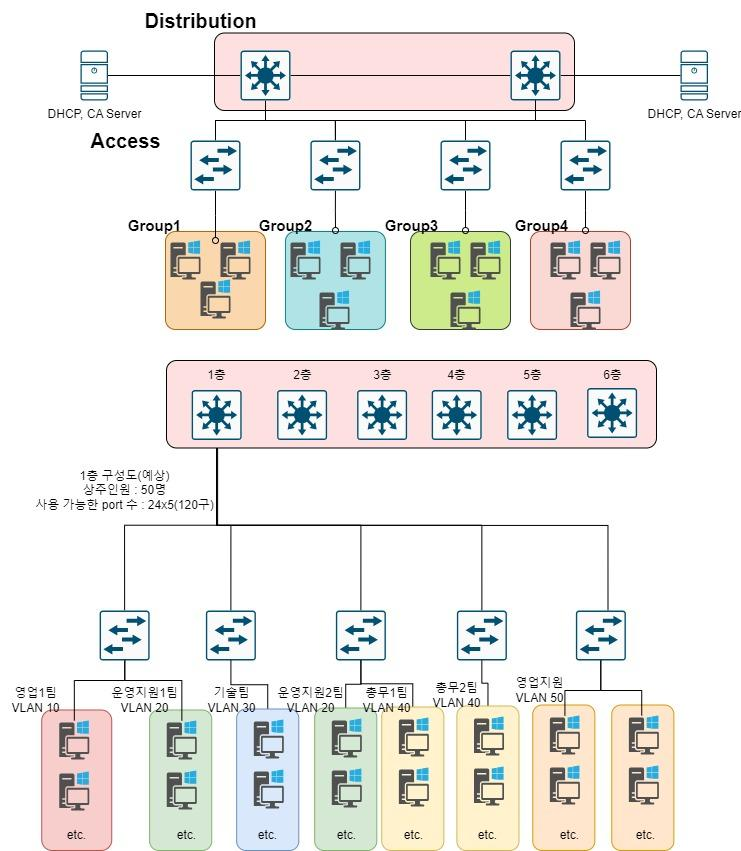 Distribution
DHCP, CA Server
DHCP, CA Server
Access
Group1
Group2
Group3
Group4
1층
2층
3층
4층
5층
6층
1층 구성도(예상)
상주인원 : 50명
사용 가능한 port 수 : 24x5(120구)
영업1팀
VLAN 10
운영지원1팀
VLAN 20
기술팀
VLAN 30
운영지원2팀
VLAN 20
총무1팀
VLAN 40
총무2팀
VLAN 40
영업지원
VLAN 50
etc.
etc.
etc.
etc.
etc.
etc.
etc.
etc.